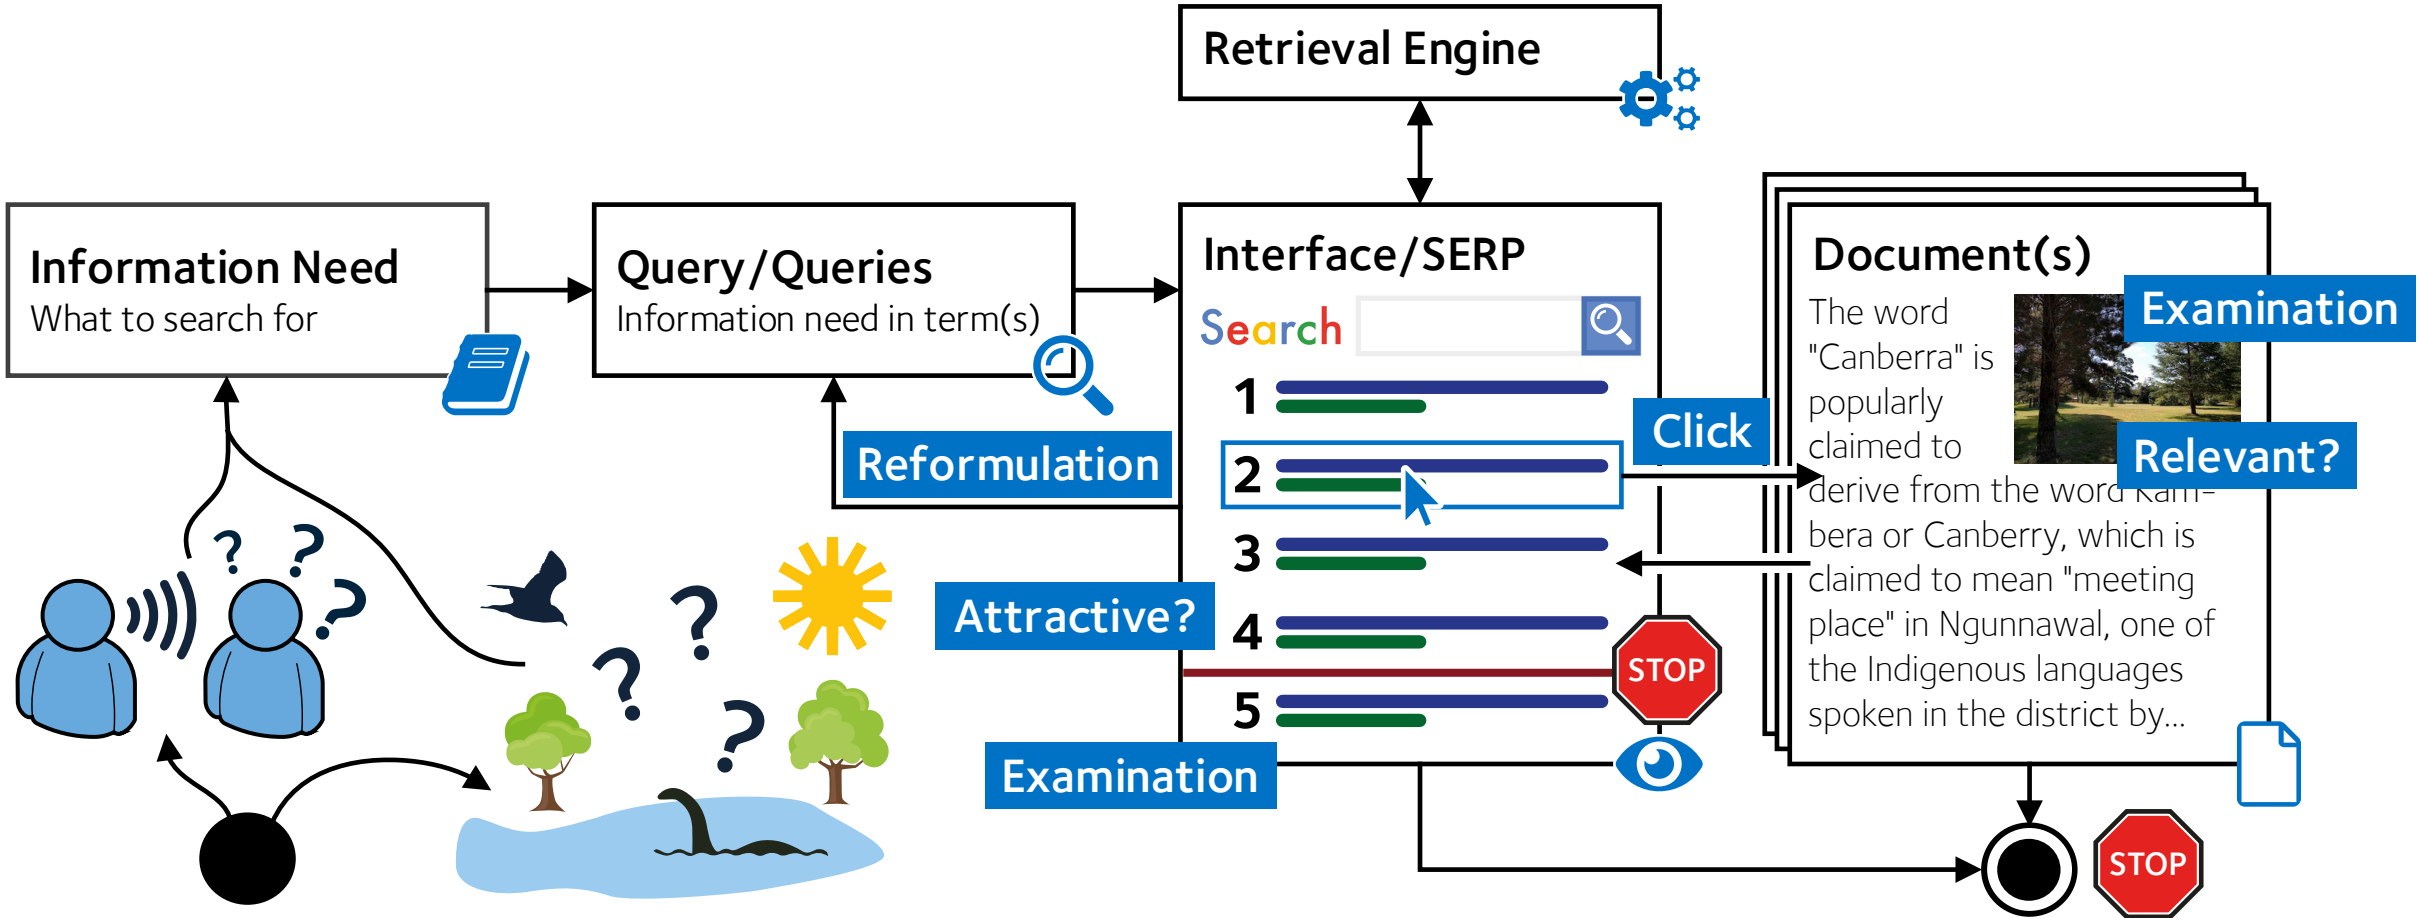 Retrieval Engine
Information Need
What to search for
Query/Queries
Information need in term(s)
Reformulation
Interface/SERP
Search
1
2
3
4
5
Attractive?
Examination
STOP
Click
Document(s)
Examination
Relevant?
The word
"Canberra" is
popularly
claimed to
derive from the word Kam-
bera or Canberry, which is
claimed to mean "meeting
place" in Ngunnawal, one of
the Indigenous languages
spoken in the district by...
STOP
?
?
?
?
?
?